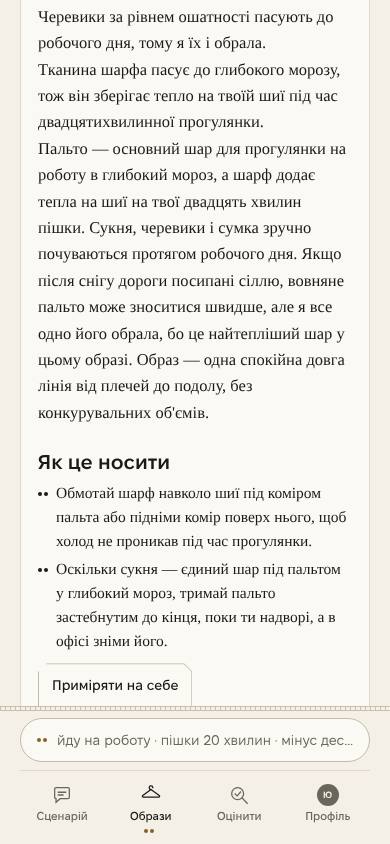 Черевики за рівнем ошатності пасують до
робочого дня, тому я їх і обрала.
Тканина шарфа пасує до глибокого морозу,
тож він зберігає тепло на твоїй шиї під час
двадцятихвилинної прогулянки.
Пальто — основний шар для прогулянки на
роботу в глибокий мороз, а шарф додає
тепла на шиї на твої двадцять хвилин
пішки. Сукня, черевики і сумка зручно
почуваються протягом робочого дня. Якщо
після снігу дороги посипані сіллю, вовняне
пальто може зноситися швидше, але я все
одно його обрала, бо це найтепліший шар у
цьому образі. Образ — одна спокійна довга
лінія від плечей до подолу, без
конкурувальних об'ємів.
Як це носити
•• Обмотай шарф навколо шиї під коміром
пальта або підніми комір поверх нього, щоб
холод не проникав під час прогулянки.
•• Оскільки сукня — єдиний шар під пальтом
у глибокий мороз, тримай пальто
застебнутим до кінця, поки ти надворі, а в
офісі зніми його.
Приміряти на себе
йду на роботу · пішки 20 хвилин · мінус дес...
Сценарій
Образи
Оцінити
Ю
Профіль